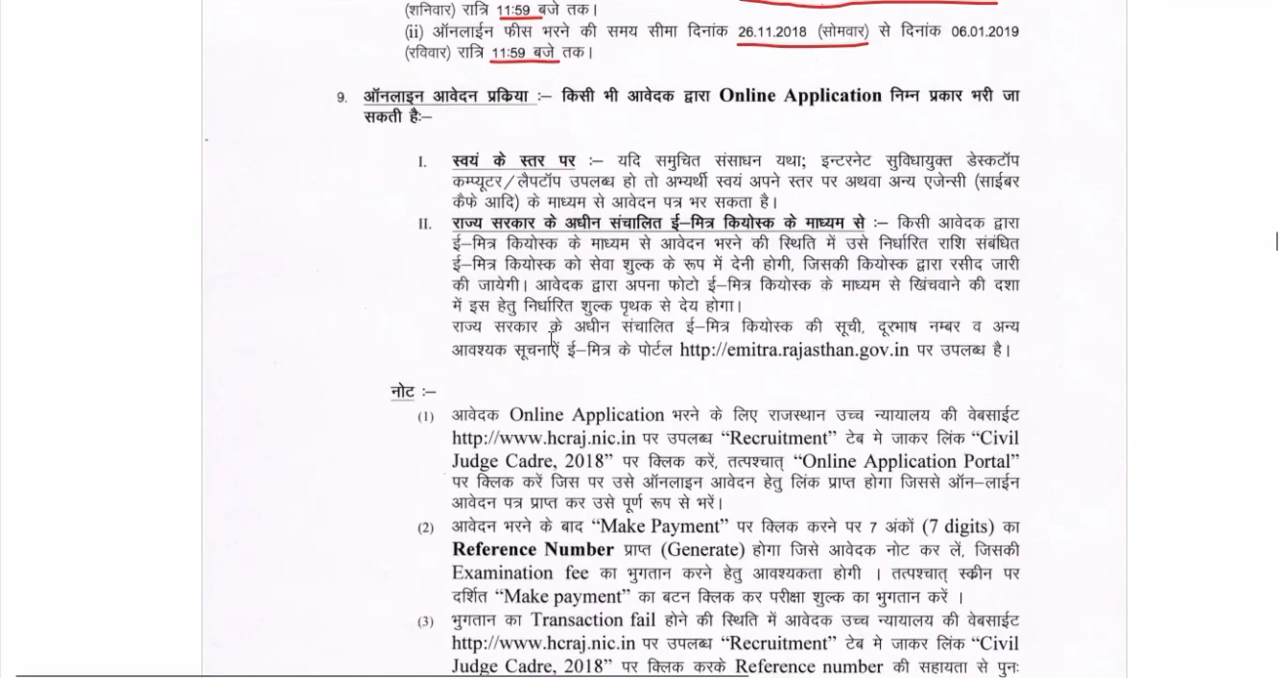 (शनिवार) रात्रि 11:59 बजे तक।
(ii) ऑनलाईन फीस भरने की समय सीमा दिनांक 26.11.2018 (सोमवार) से दिनांक 06.01.2019
(रविवार) रात्रि 11:59 बजे तक।
9. ऑनलाइन आवेदन प्रक्रिया :– किसी भी आवेदक द्वारा Online Application निम्न प्रकार भरी जा
सकती है:–
I. स्वयं के स्तर पर :– यदि समुचित संसाधन यथा; इन्टरनेट सुविधायुक्त डेस्कटॉप
कम्प्यूटर/लैपटॉप उपलब्ध हो तो अभ्यर्थी स्वयं अपने स्तर पर अथवा अन्य एजेन्सी (साईबर
कैफे आदि) के माध्यम से आवेदन पत्र भर सकता है।
II. राज्य सरकार के अधीन संचालित ई–मित्र कियोस्क के माध्यम से :– किसी आवेदक द्वारा
ई–मित्र कियोस्क के माध्यम से आवेदन भरने की स्थिति में उसे निर्धारित राशि संबंधित
ई–मित्र कियोस्क को सेवा शुल्क के रूप में देनी होगी, जिसकी कियोस्क द्वारा रसीद जारी
की जायेगी। आवेदक द्वारा अपना फोटो ई–मित्र कियोस्क के माध्यम से खिंचवाने की दशा
में इस हेतु निर्धारित शुल्क पृथक से देय होगा।
राज्य सरकार के अधीन संचालित ई–मित्र कियोस्क की सूची, दूरभाष नम्बर व अन्य
आवश्यक सूचनाऐं ई–मित्र के पोर्टल http://emitra.rajasthan.gov.in पर उपलब्ध है।
नोट :–
(1) आवेदक Online Application भरने के लिए राजस्थान उच्च न्यायालय की वेबसाईट
http://www.hcraj.nic.in पर उपलब्ध “Recruitment” टेब मे जाकर लिंक “Civil
Judge Cadre, 2018” पर क्लिक करें, तत्पश्चात् “Online Application Portal”
पर क्लिक करें जिस पर उसे ऑनलाइन आवेदन हेतु लिंक प्राप्त होगा जिससे ऑन–लाईन
आवेदन पत्र प्राप्त कर उसे पूर्ण रूप से भरें।
(2) आवेदन भरने के बाद “Make Payment” पर क्लिक करने पर 7 अंकों (7 digits) का
Reference Number प्राप्त (Generate) होगा जिसे आवेदक नोट कर लें, जिसकी
Examination fee का भुगतान करने हेतु आवश्यकता होगी । तत्पश्चात् स्क्रीन पर
दर्शित “Make payment” का बटन क्लिक कर परीक्षा शुल्क का भुगतान करें ।
(3) भुगतान का Transaction fail होने की स्थिति में आवेदक उच्च न्यायालय की वेबसाईट
http://www.hcraj.nic.in पर उपलब्ध “Recruitment” टेब मे जाकर लिंक “Civil
Judge Cadre, 2018” पर क्लिक करके Reference number की सहायता से पुनः